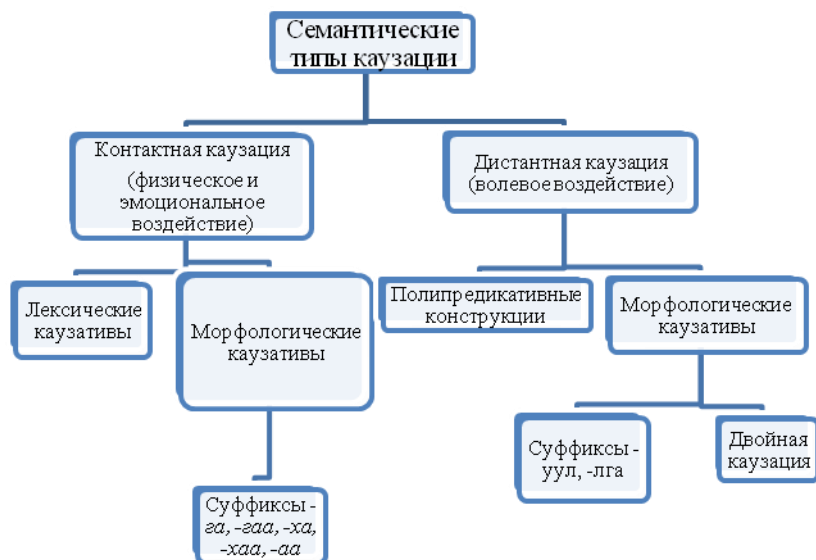 Семантические
типы каузации
Контактная каузация
(физическое и
эмоциональное
воздействие)
Дистантная каузация
(волевое воздействие)
Лексические
каузативы
Морфологические
каузативы
Полипредикативные
конструкции
Морфологические
каузативы
Суффиксы -
га, -гаа, -ха,
-хаа, -аа
Суффиксы -
уул, -лга
Двойная
каузация